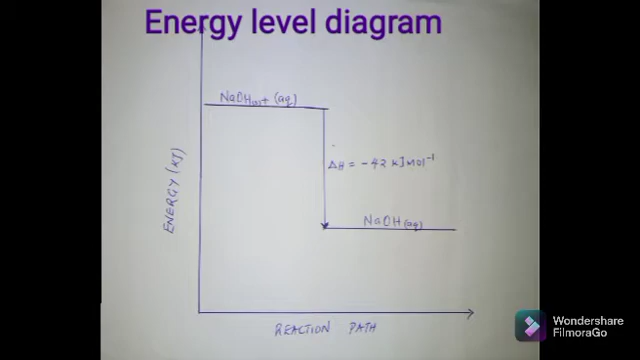 Energy level diagram
NaOH(s) + (aq)
ΔH = -42 kJ mol⁻¹
NaOH(aq)
ENERGY (KJ)
REACTION PATH
Wondershare
FilmoraGo